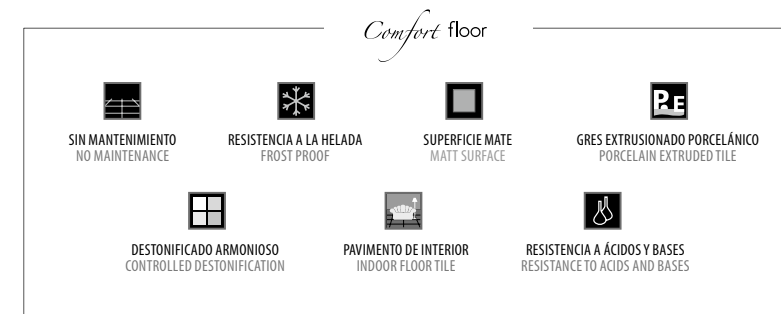 Comfort floor
P.E
SIN MANTENIMIENTO
NO MAINTENANCE
RESISTENCIA A LA HELADA
FROST PROOF
SUPERFICIE MATE
MATT SURFACE
GRES EXTRUSIONADO PORCELÁNICO
PORCELAIN EXTRUDED TILE
DESTONIFICADO ARMONIOSO
CONTROLLED DESTONIFICATION
PAVIMENTO DE INTERIOR
INDOOR FLOOR TILE
RESISTENCIA A ÁCIDOS Y BASES
RESISTANCE TO ACIDS AND BASES